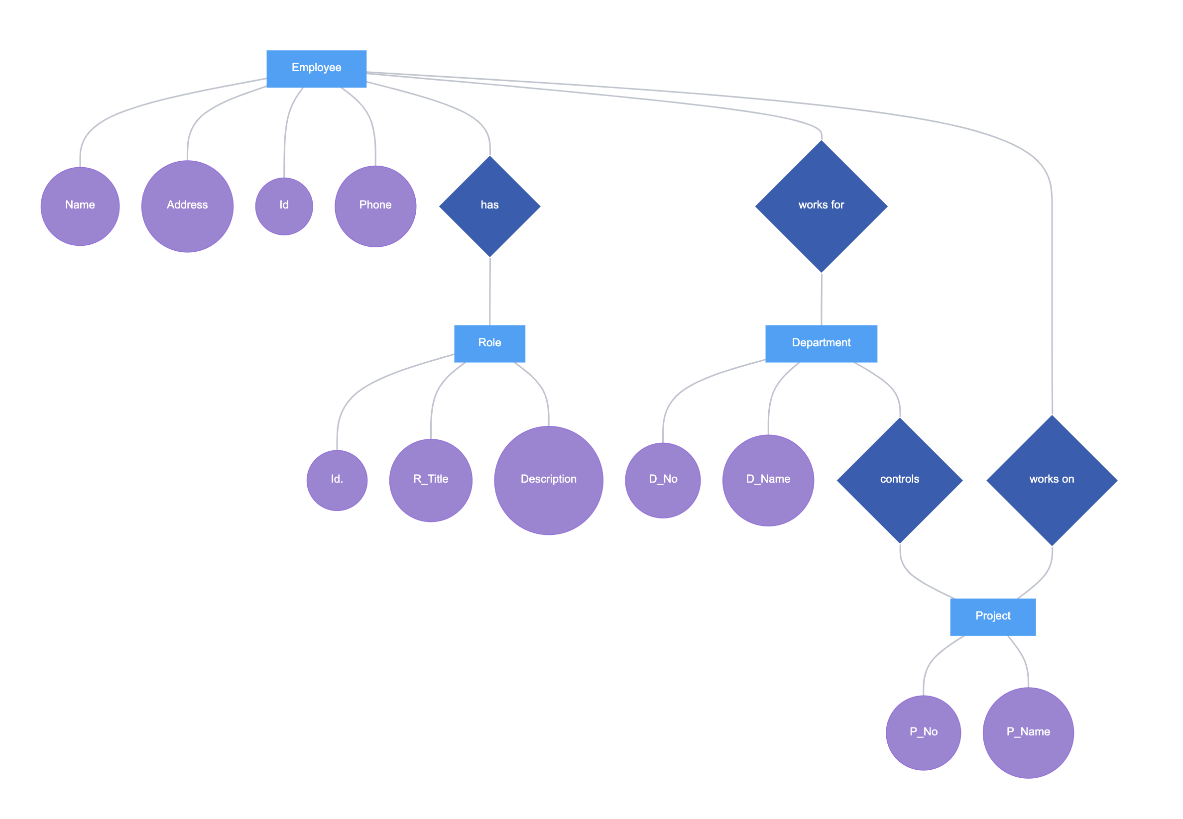 Employee
Name
Address
Id
Phone
has
works for
Role
Department
Id.
R_Title
Description
D_No
D_Name
controls
works on
Project
P_No
P_Name